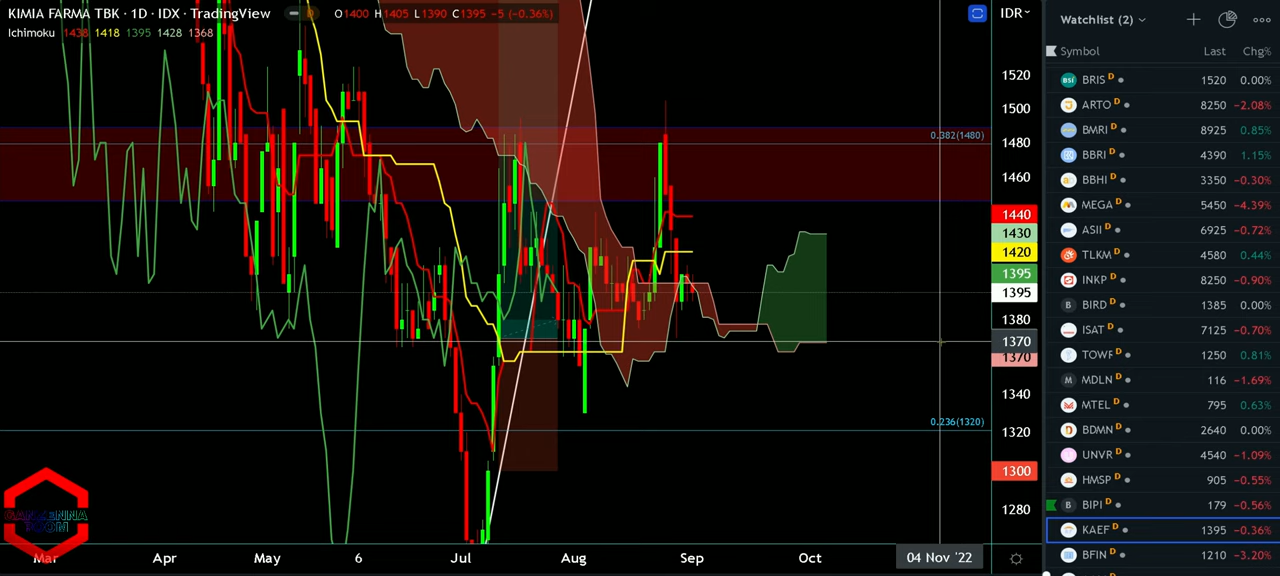 KIMIA FARMA TBK · 1D · IDX · TradingView
D
O1400 H1405 L1390 C1395 -5 (-0.36%)
Ichimoku 1438 1418 1395 1428 1368
IDR
1520
1500
1480
1460
1440
1430
1420
1395
1395
1380
1370
1370
1340
1320
1300
1280
0.382(1480)
0.236(1320)
Mar Apr May 6 Jul Aug Sep Oct 04 Nov '22
Watchlist (2)
Symbol Last Chg%
BRIS D 1520 0.00%
ARTO D 8250 -2.08%
BMRI D 8925 0.85%
BBRI D 4390 1.15%
BBHI D 3350 -0.30%
MEGA D 5450 -4.39%
ASII D 6925 -0.72%
TLKM D 4580 0.44%
INKP D 8250 -0.90%
B BIRD D 1385 0.00%
ISAT D 7125 -0.70%
TOWR D 1250 0.81%
M MDLN D 116 -1.69%
MTEL D 795 0.63%
B BDMN D 2640 0.00%
UNVR D 4540 -1.09%
HMSP D 905 -0.55%
B BIPI D 179 -0.56%
KAEF D 1395 -0.36%
BFIN D 1210 -3.20%